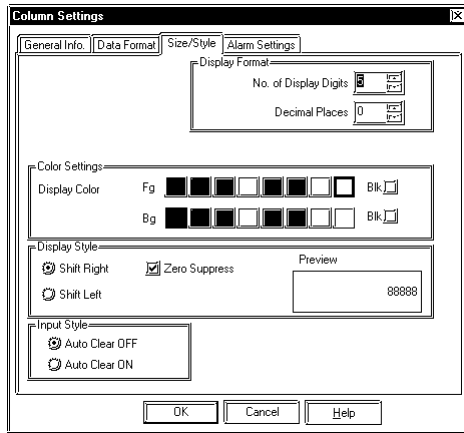 Column Settings
General Info. Data Format Size/Style Alarm Settings
Display Format
No. of Display Digits 5
Decimal Places 0
Color Settings
Display Color Fg Blk
Bg Blk
Display Style
Shift Right Zero Suppress Preview
Shift Left 88888
Input Style
Auto Clear OFF
Auto Clear ON
OK Cancel Help